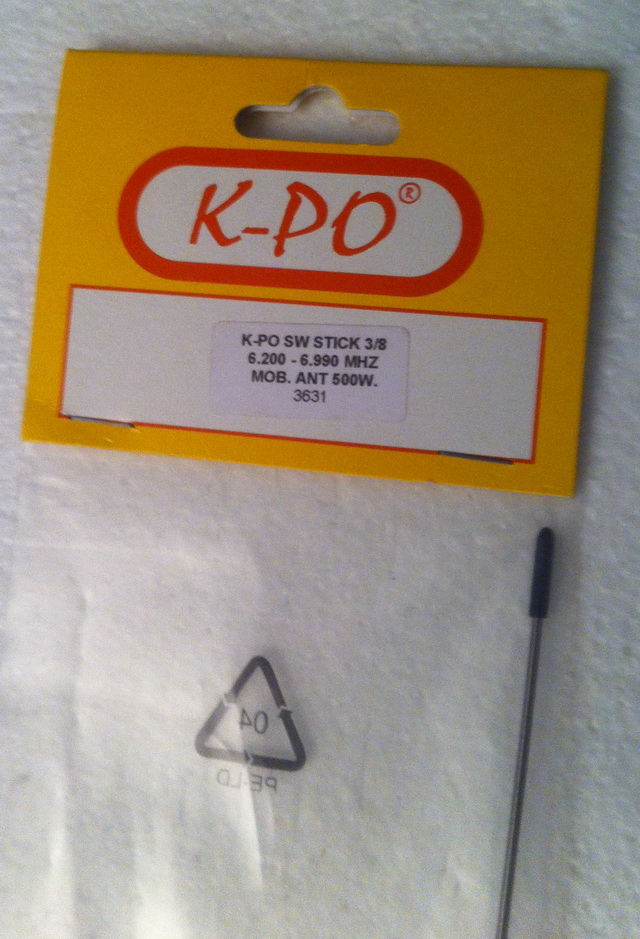 K-PO®
K-PO SW STICK 3/8
6.200 - 6.990 MHZ
MOB. ANT 500W.
3631
04
PE-LD